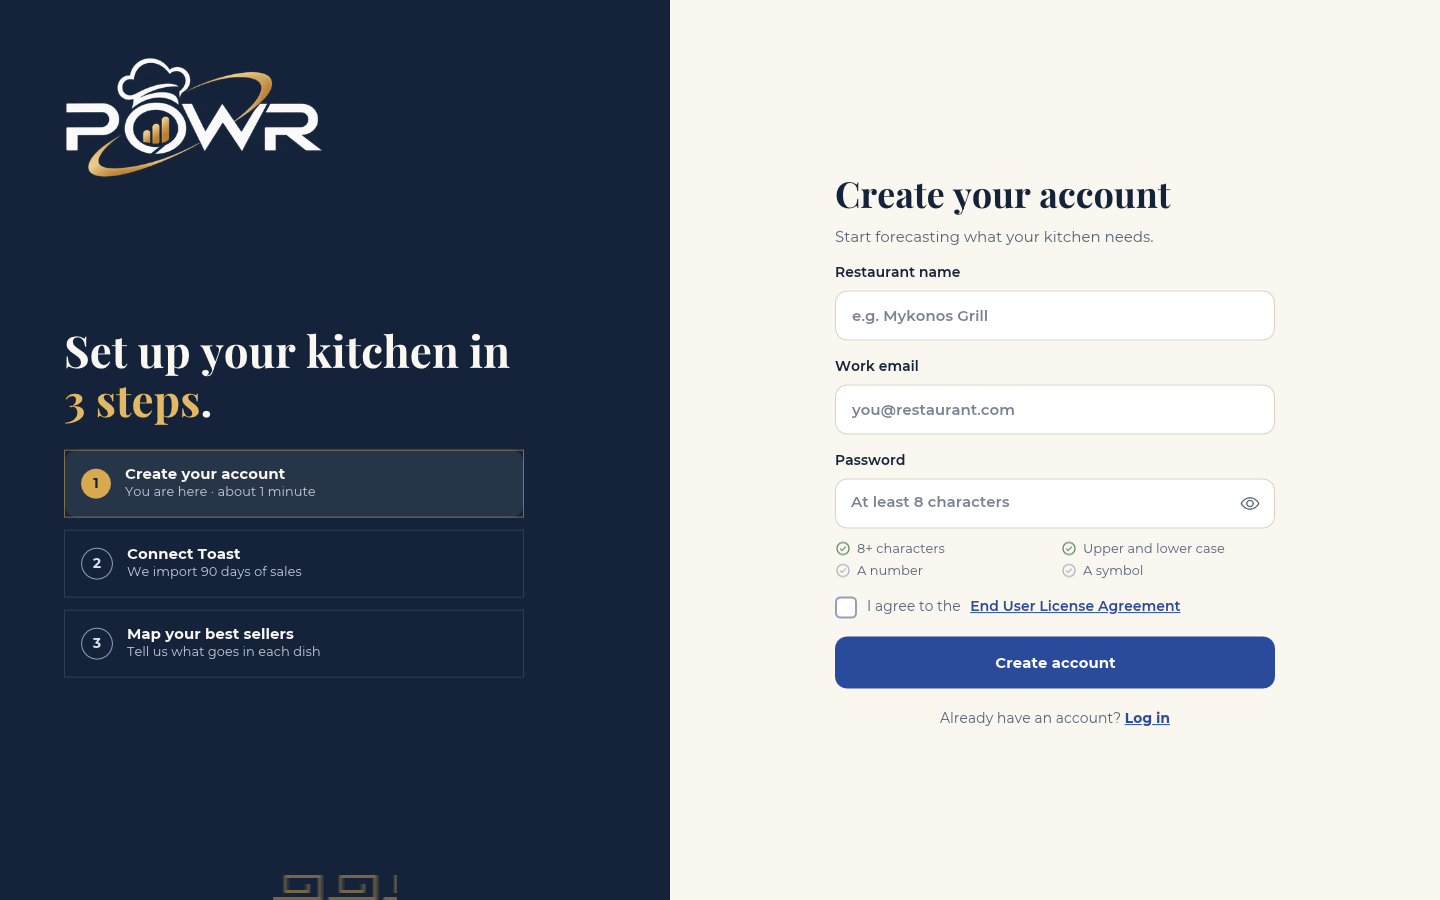 POWR
Set up your kitchen in
3 steps.
1
Create your account
You are here · about 1 minute
2
Connect Toast
We import 90 days of sales
3
Map your best sellers
Tell us what goes in each dish
Create your account
Start forecasting what your kitchen needs.
Restaurant name
e.g. Mykonos Grill
Work email
you@restaurant.com
Password
At least 8 characters
8+ characters
Upper and lower case
A number
A symbol
I agree to the End User License Agreement
Create account
Already have an account? Log in